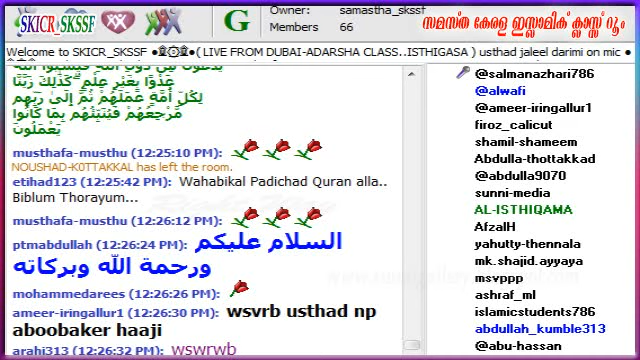 SKICR_SKSSF
G
Owner: samastha_skssf
Members 66
സമസ്ത കേരള ഇസ്ലാമിക് ക്ലാസ്സ് റൂം
Welcome to SKICR_SKSSF ●۩۞۩●( LIVE FROM DUBAI-ADARSHA CLASS..ISTHIGASA ) usthad jaleel darimi on mic ●
عَدْوًا بِغَيْرِ عِلْمٍ ۗ كَذَٰلِكَ زَيَّنَّا
لِكُلِّ أُمَّةٍ عَمَلَهُمْ ثُمَّ إِلَىٰ رَبِّهِم
مَّرْجِعُهُمْ فَيُنَبِّئُهُم بِمَا كَانُوا
يَعْمَلُونَ
musthafa-musthu (12:25:10 PM):
NOUSHAD-K0TTAKKAL has left the room.
etihad123 (12:25:42 PM): Wahabikal Padichad Quran alla..
Biblum Thorayum...
musthafa-musthu (12:26:12 PM):
ptmabdullah (12:26:24 PM): السلام عليكم
ورحمة الله وبركاته
mohammedarees (12:26:26 PM):
ameer-iringallur1 (12:26:30 PM): wsvrb usthad np
aboobaker haaji
arahi313 (12:26:32 PM): wswrwb
@salmanazhari786
@alwafi
@ameer-iringallur1
firoz_calicut
shamil-shameem
Abdulla-thottakkad
@abdulla9070
sunni-media
AL-ISTHIQAMA
AfzalH
yahutty-thennala
mk.shajid.ayyaya
msvppp
ashraf_ml
islamicstudents786
abdullah_kumble313
@abu-hassan